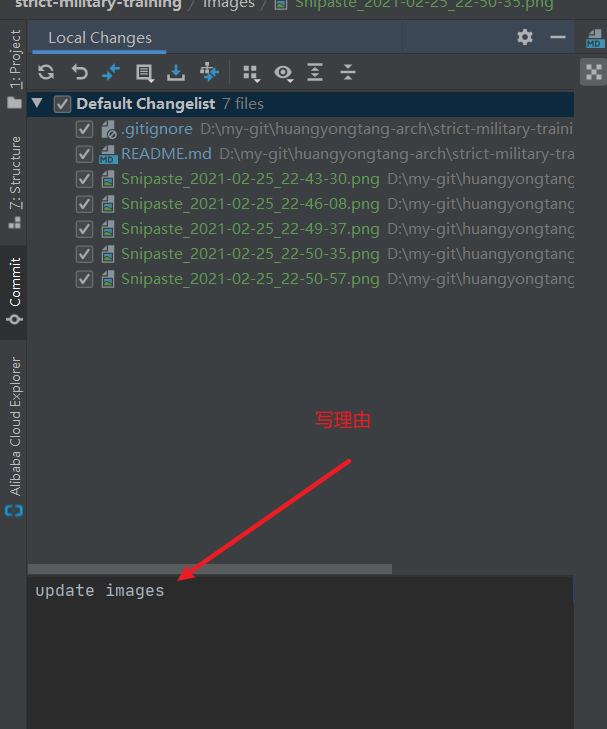 strict-military-training / images / Snipaste_2021-02-25_22-50-35.png
Local Changes
1: Project
Z: Structure
Commit
Alibaba Cloud Explorer
MD
Default Changelist 7 files
.gitignore D:\my-git\huangyongtang-arch\strict-military-traini
MD README.md D:\my-git\huangyongtang-arch\strict-military-tra
Snipaste_2021-02-25_22-43-30.png D:\my-git\huangyongtang
Snipaste_2021-02-25_22-46-08.png D:\my-git\huangyongtang
Snipaste_2021-02-25_22-49-37.png D:\my-git\huangyongtang
Snipaste_2021-02-25_22-50-35.png D:\my-git\huangyongtang
Snipaste_2021-02-25_22-50-57.png D:\my-git\huangyongtang
写理由
update images